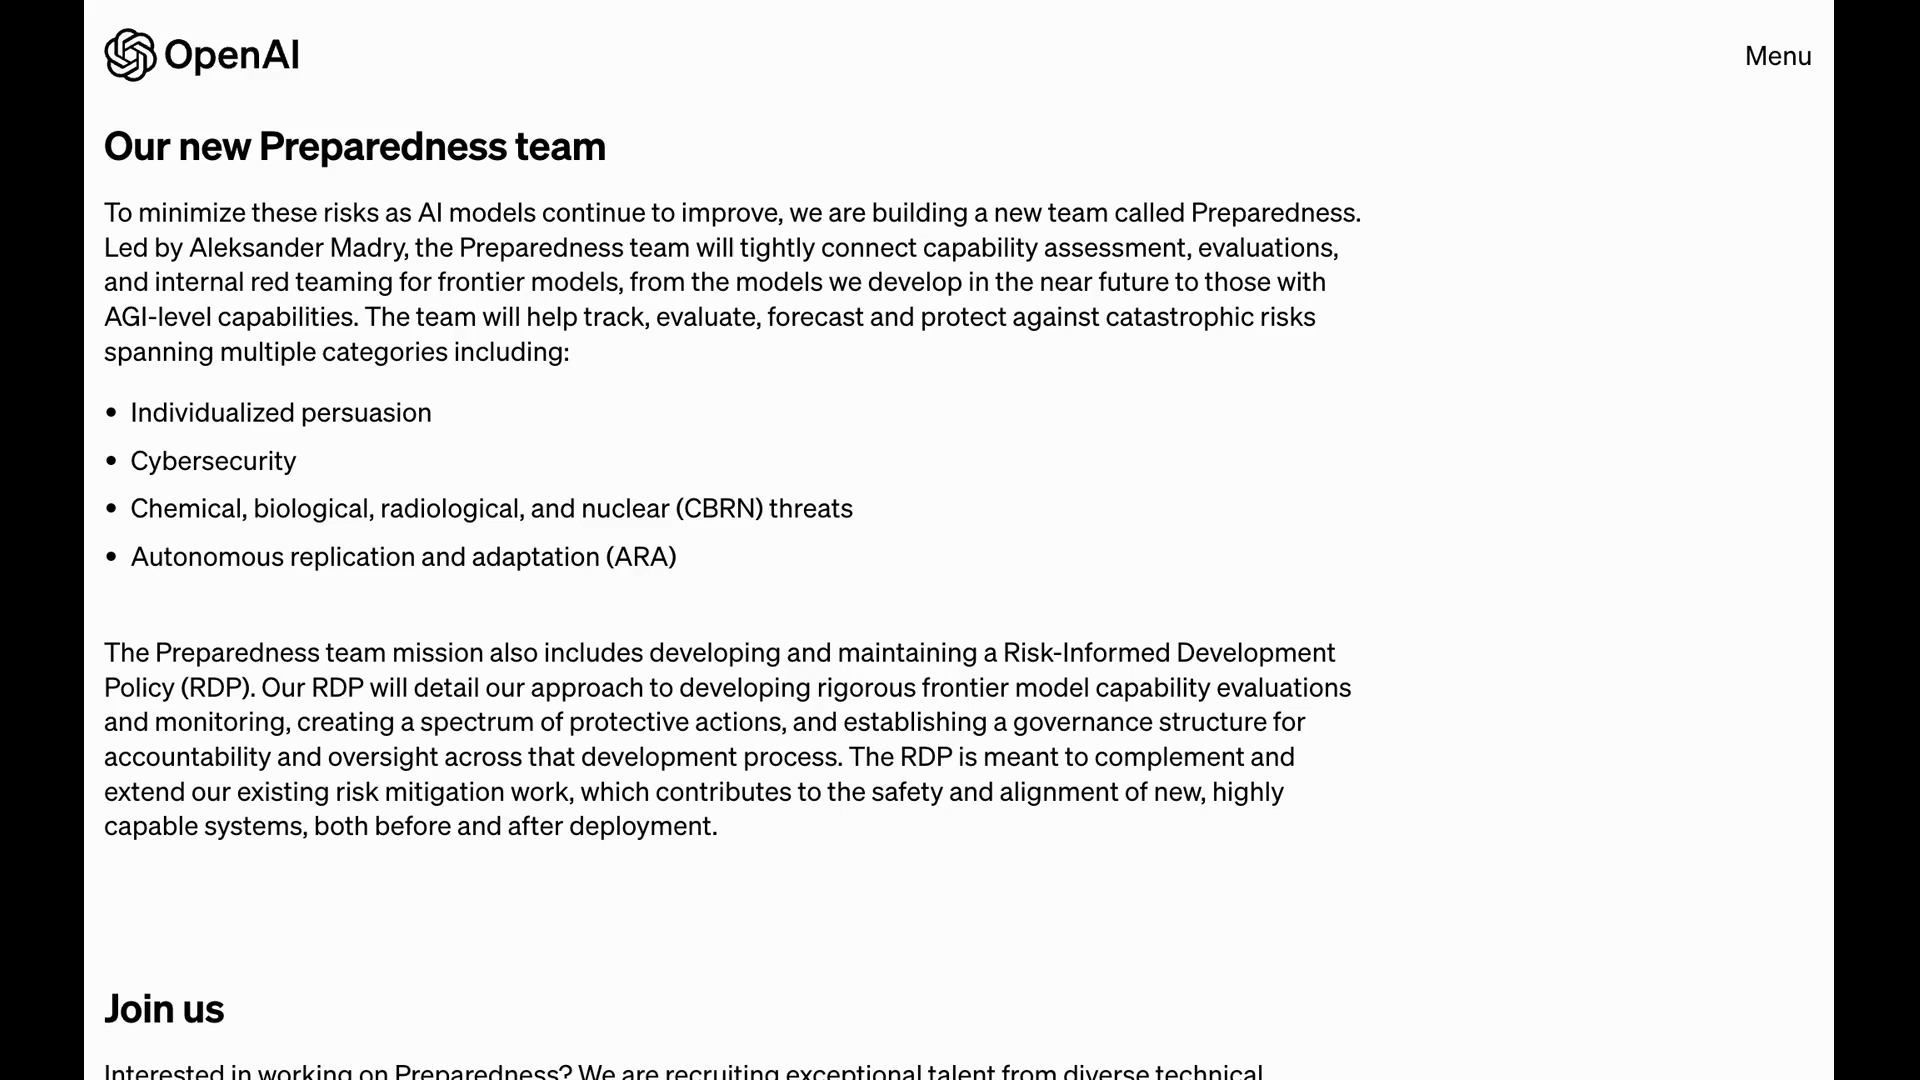 OpenAI
Menu
Our new Preparedness team
To minimize these risks as AI models continue to improve, we are building a new team called Preparedness.
Led by Aleksander Madry, the Preparedness team will tightly connect capability assessment, evaluations,
and internal red teaming for frontier models, from the models we develop in the near future to those with
AGI-level capabilities. The team will help track, evaluate, forecast and protect against catastrophic risks
spanning multiple categories including:
• Individualized persuasion
• Cybersecurity
• Chemical, biological, radiological, and nuclear (CBRN) threats
• Autonomous replication and adaptation (ARA)
The Preparedness team mission also includes developing and maintaining a Risk-Informed Development
Policy (RDP). Our RDP will detail our approach to developing rigorous frontier model capability evaluations
and monitoring, creating a spectrum of protective actions, and establishing a governance structure for
accountability and oversight across that development process. The RDP is meant to complement and
extend our existing risk mitigation work, which contributes to the safety and alignment of new, highly
capable systems, both before and after deployment.
Join us
Interested in working on Preparedness? We are recruiting exceptional talent from diverse technical